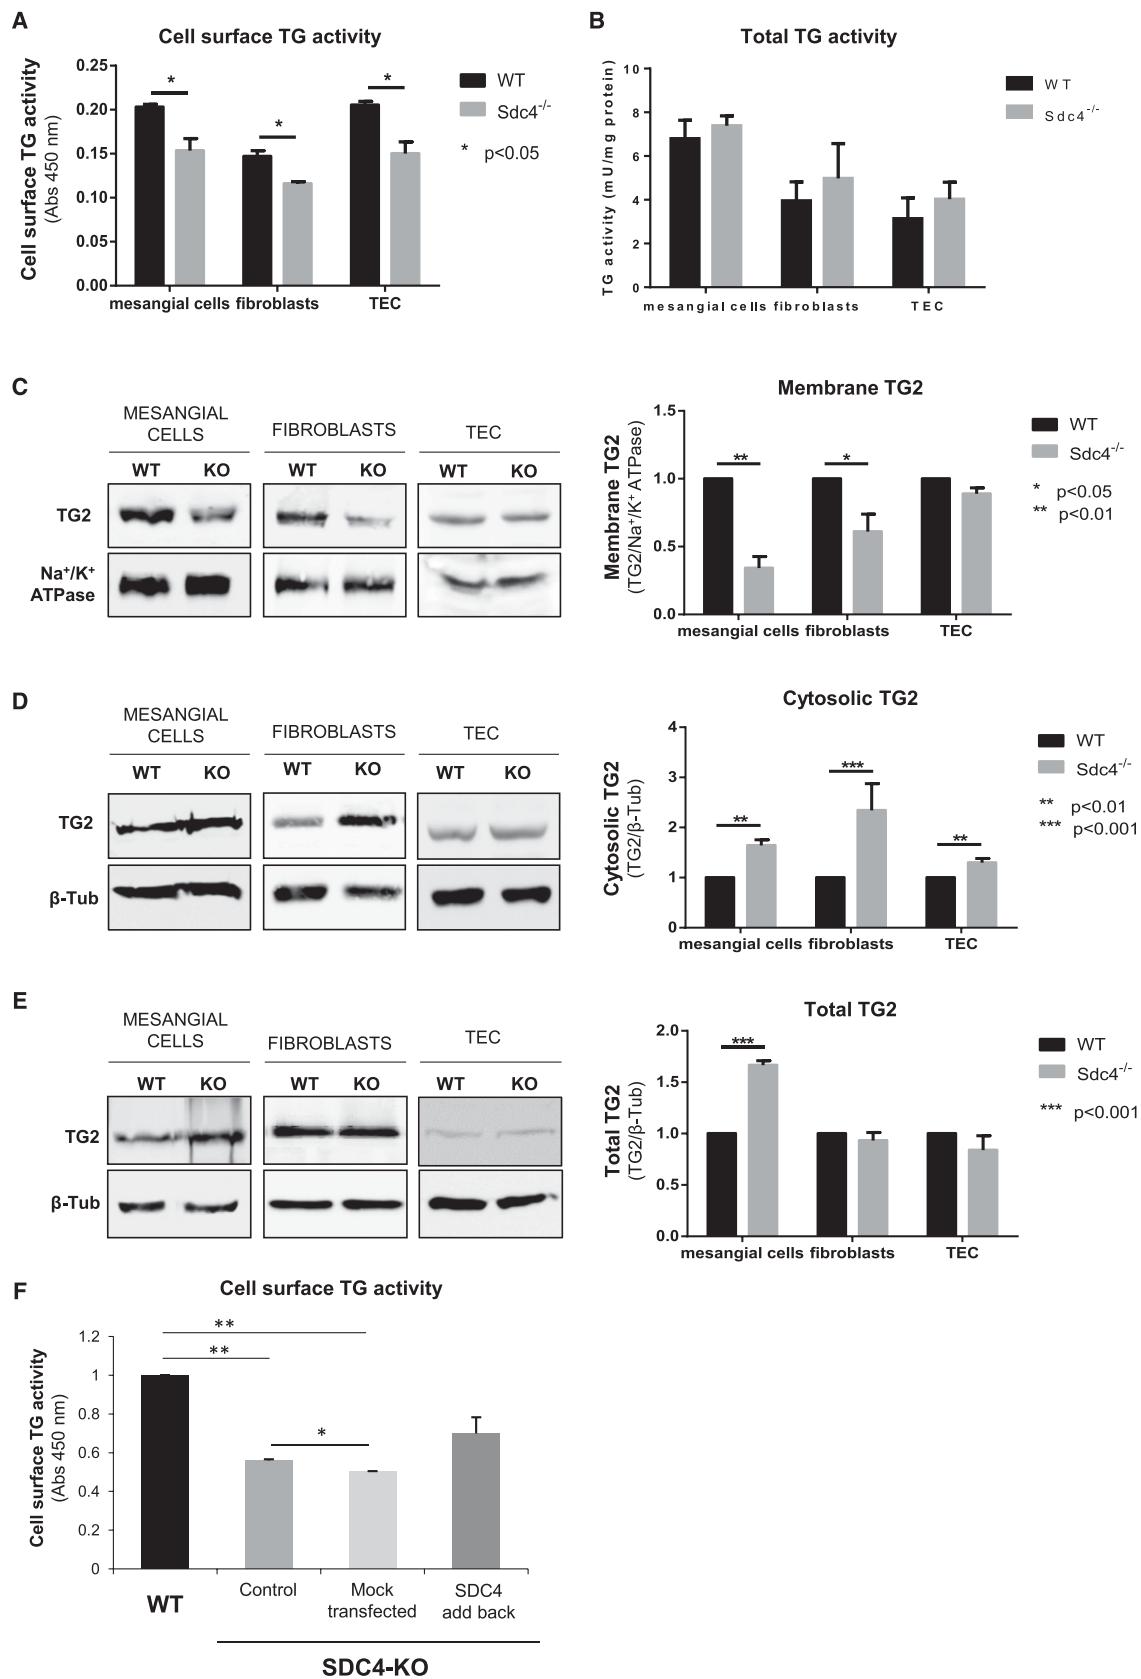 A
Cell surface TG activity
Cell surface TG activity
(Abs 450 nm)
0.25
0.20
0.15
0.10
0.05
0.00
* * *
mesangial cells fibroblasts TEC
WT
Sdc4-/-
* p<0.05
B
Total TG activity
TG activity (mU/mg protein)
10
8
6
4
2
0
mesangial cells fibroblasts TEC
WT
Sdc4-/-
C
MESANGIAL
CELLS
FIBROBLASTS
TEC
WT KO WT KO WT KO
TG2
Na+/K+
ATPase
Membrane TG2
Membrane TG2
(TG2/Na+/K+ ATPase)
1.5
1.0
0.5
0.0
** *
mesangial cells fibroblasts TEC
WT
Sdc4-/-
* p<0.05
** p<0.01
D
MESANGIAL
CELLS
FIBROBLASTS
TEC
WT KO WT KO WT KO
TG2
β-Tub
Cytosolic TG2
Cytosolic TG2
(TG2/β-Tub)
4
3
2
1
0
** *** **
mesangial cells fibroblasts TEC
WT
Sdc4-/-
** p<0.01
*** p<0.001
E
MESANGIAL
CELLS
FIBROBLASTS
TEC
WT KO WT KO WT KO
TG2
β-Tub
Total TG2
Total TG2
(TG2/β-Tub)
2.0
1.5
1.0
0.5
0.0
***
mesangial cells fibroblasts TEC
WT
Sdc4-/-
*** p<0.001
F
Cell surface TG activity
Cell surface TG activity
(Abs 450 nm)
1.2
1
0.8
0.6
0.4
0.2
0
**
**
*
WT
Control
Mock
transfected
SDC4
add back
SDC4-KO